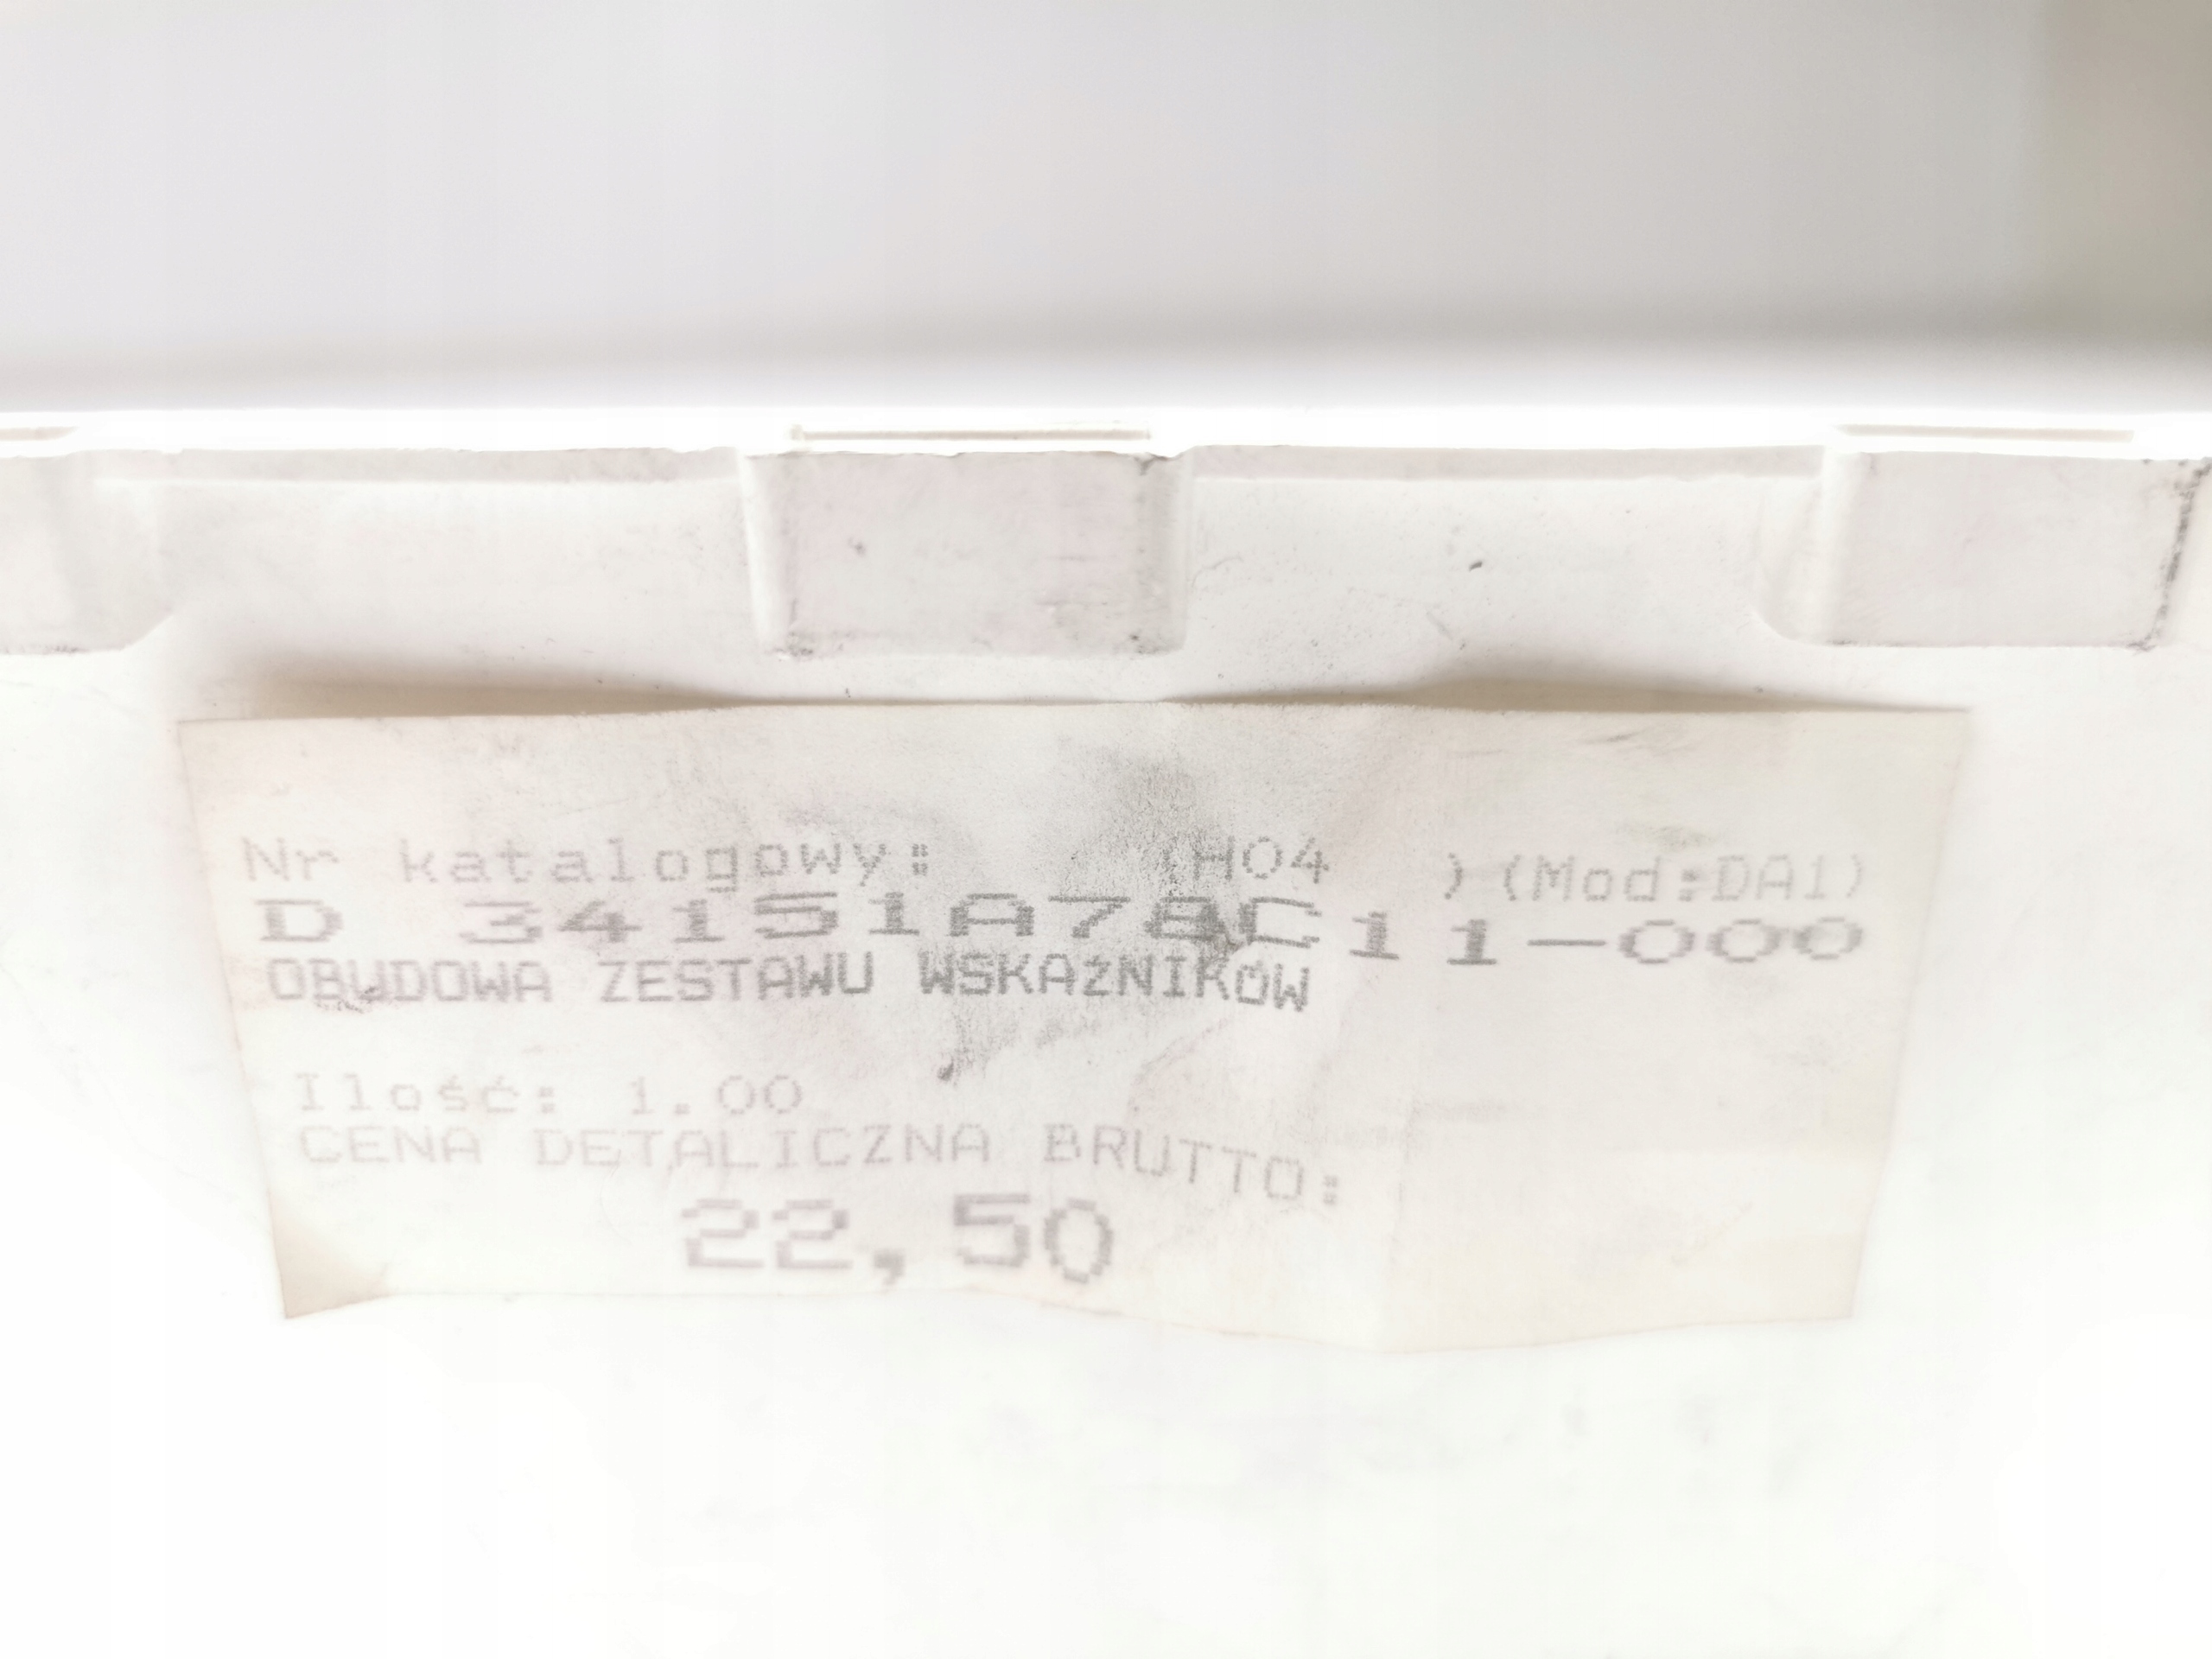 Nr katalogowy: (H04 ) (Mod:DA1)
D 34151A78C11-000
OBUDOWA ZESTAWU WSKAŹNIKÓW
Ilość: 1.00
CENA DETALICZNA BRUTTO:
22,50